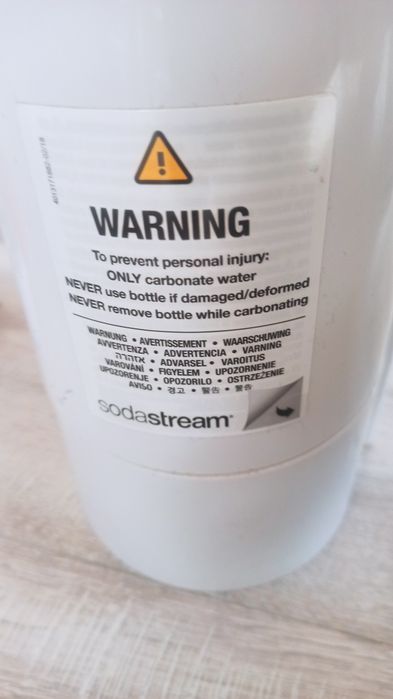 WARNING
To prevent personal injury:
ONLY carbonate water
NEVER use bottle if damaged/deformed
NEVER remove bottle while carbonating
WARNUNG • AVERTISSEMENT • WAARSCHUWING
AVVERTENZA • ADVERTENCIA • VARNING
אזהרה • ADVARSEL • VAROITUS
VAROVÁNÍ • FIGYELEM • UPOZORNENIE
UPOZORENJE • OPOZORILO • OSTRZEŻENIE
AVISO • 경고 • 警告 • 警告
sodastream